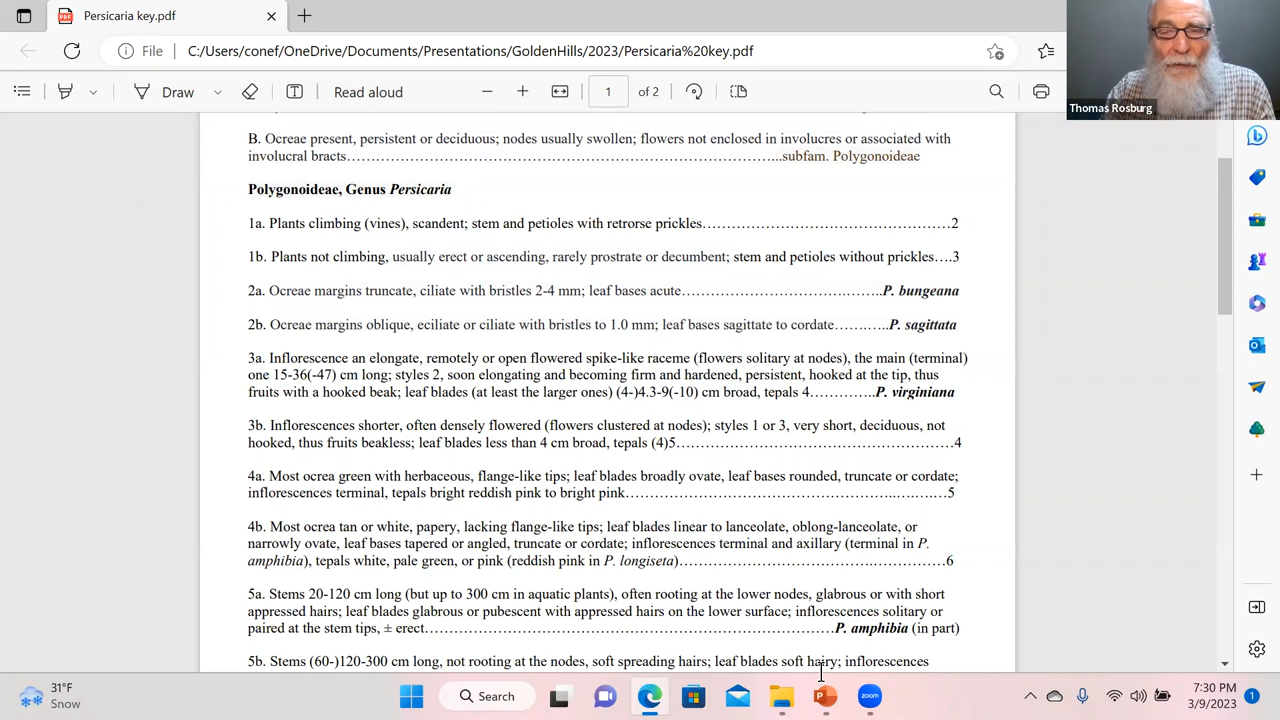 Persicaria key.pdf
File
C:/Users/conef/OneDrive/Documents/Presentations/GoldenHills/2023/Persicaria%20key.pdf
Draw
Read aloud
1
of 2
Thomas Rosburg
B. Ocreae present, persistent or deciduous; nodes usually swollen; flowers not enclosed in involucres or associated with
involucral bracts………………………………………………………………………..subfam. Polygonoideae
Polygonoideae, Genus Persicaria
1a. Plants climbing (vines), scandent; stem and petioles with retrorse prickles………………………………………2
1b. Plants not climbing, usually erect or ascending, rarely prostrate or decumbent; stem and petioles without prickles….3
2a. Ocreae margins truncate, ciliate with bristles 2-4 mm; leaf bases acute……………………………..P. bungeana
2b. Ocreae margins oblique, eciliate or ciliate with bristles to 1.0 mm; leaf bases sagittate to cordate……..…..P. sagittata
3a. Inflorescence an elongate, remotely or open flowered spike-like raceme (flowers solitary at nodes), the main (terminal)
one 15-36(-47) cm long; styles 2, soon elongating and becoming firm and hardened, persistent, hooked at the tip, thus
fruits with a hooked beak; leaf blades (at least the larger ones) (4-)4.3-9(-10) cm broad, tepals 4…………..P. virginiana
3b. Inflorescences shorter, often densely flowered (flowers clustered at nodes); styles 1 or 3, very short, deciduous, not
hooked, thus fruits beakless; leaf blades less than 4 cm broad, tepals (4)5……………………………………………4
4a. Most ocrea green with herbaceous, flange-like tips; leaf blades broadly ovate, leaf bases rounded, truncate or cordate;
inflorescences terminal, tepals bright reddish pink to bright pink…………………………………………..…..….5
4b. Most ocrea tan or white, papery, lacking flange-like tips; leaf blades linear to lanceolate, oblong-lanceolate, or
narrowly ovate, leaf bases tapered or angled, truncate or cordate; inflorescences terminal and axillary (terminal in P.
amphibia), tepals white, pale green, or pink (reddish pink in P. longiseta)……………………………..…………6
5a. Stems 20-120 cm long (but up to 300 cm in aquatic plants), often rooting at the lower nodes, glabrous or with short
appressed hairs; leaf blades glabrous or pubescent with appressed hairs on the lower surface; inflorescences solitary or
paired at the stem tips, ± erect………………………………………………………………..P. amphibia (in part)
5b. Stems (60-)120-300 cm long, not rooting at the nodes, soft spreading hairs; leaf blades soft hairy; inflorescences
31°F
Snow
Search
zoom
7:30 PM
3/9/2023
1